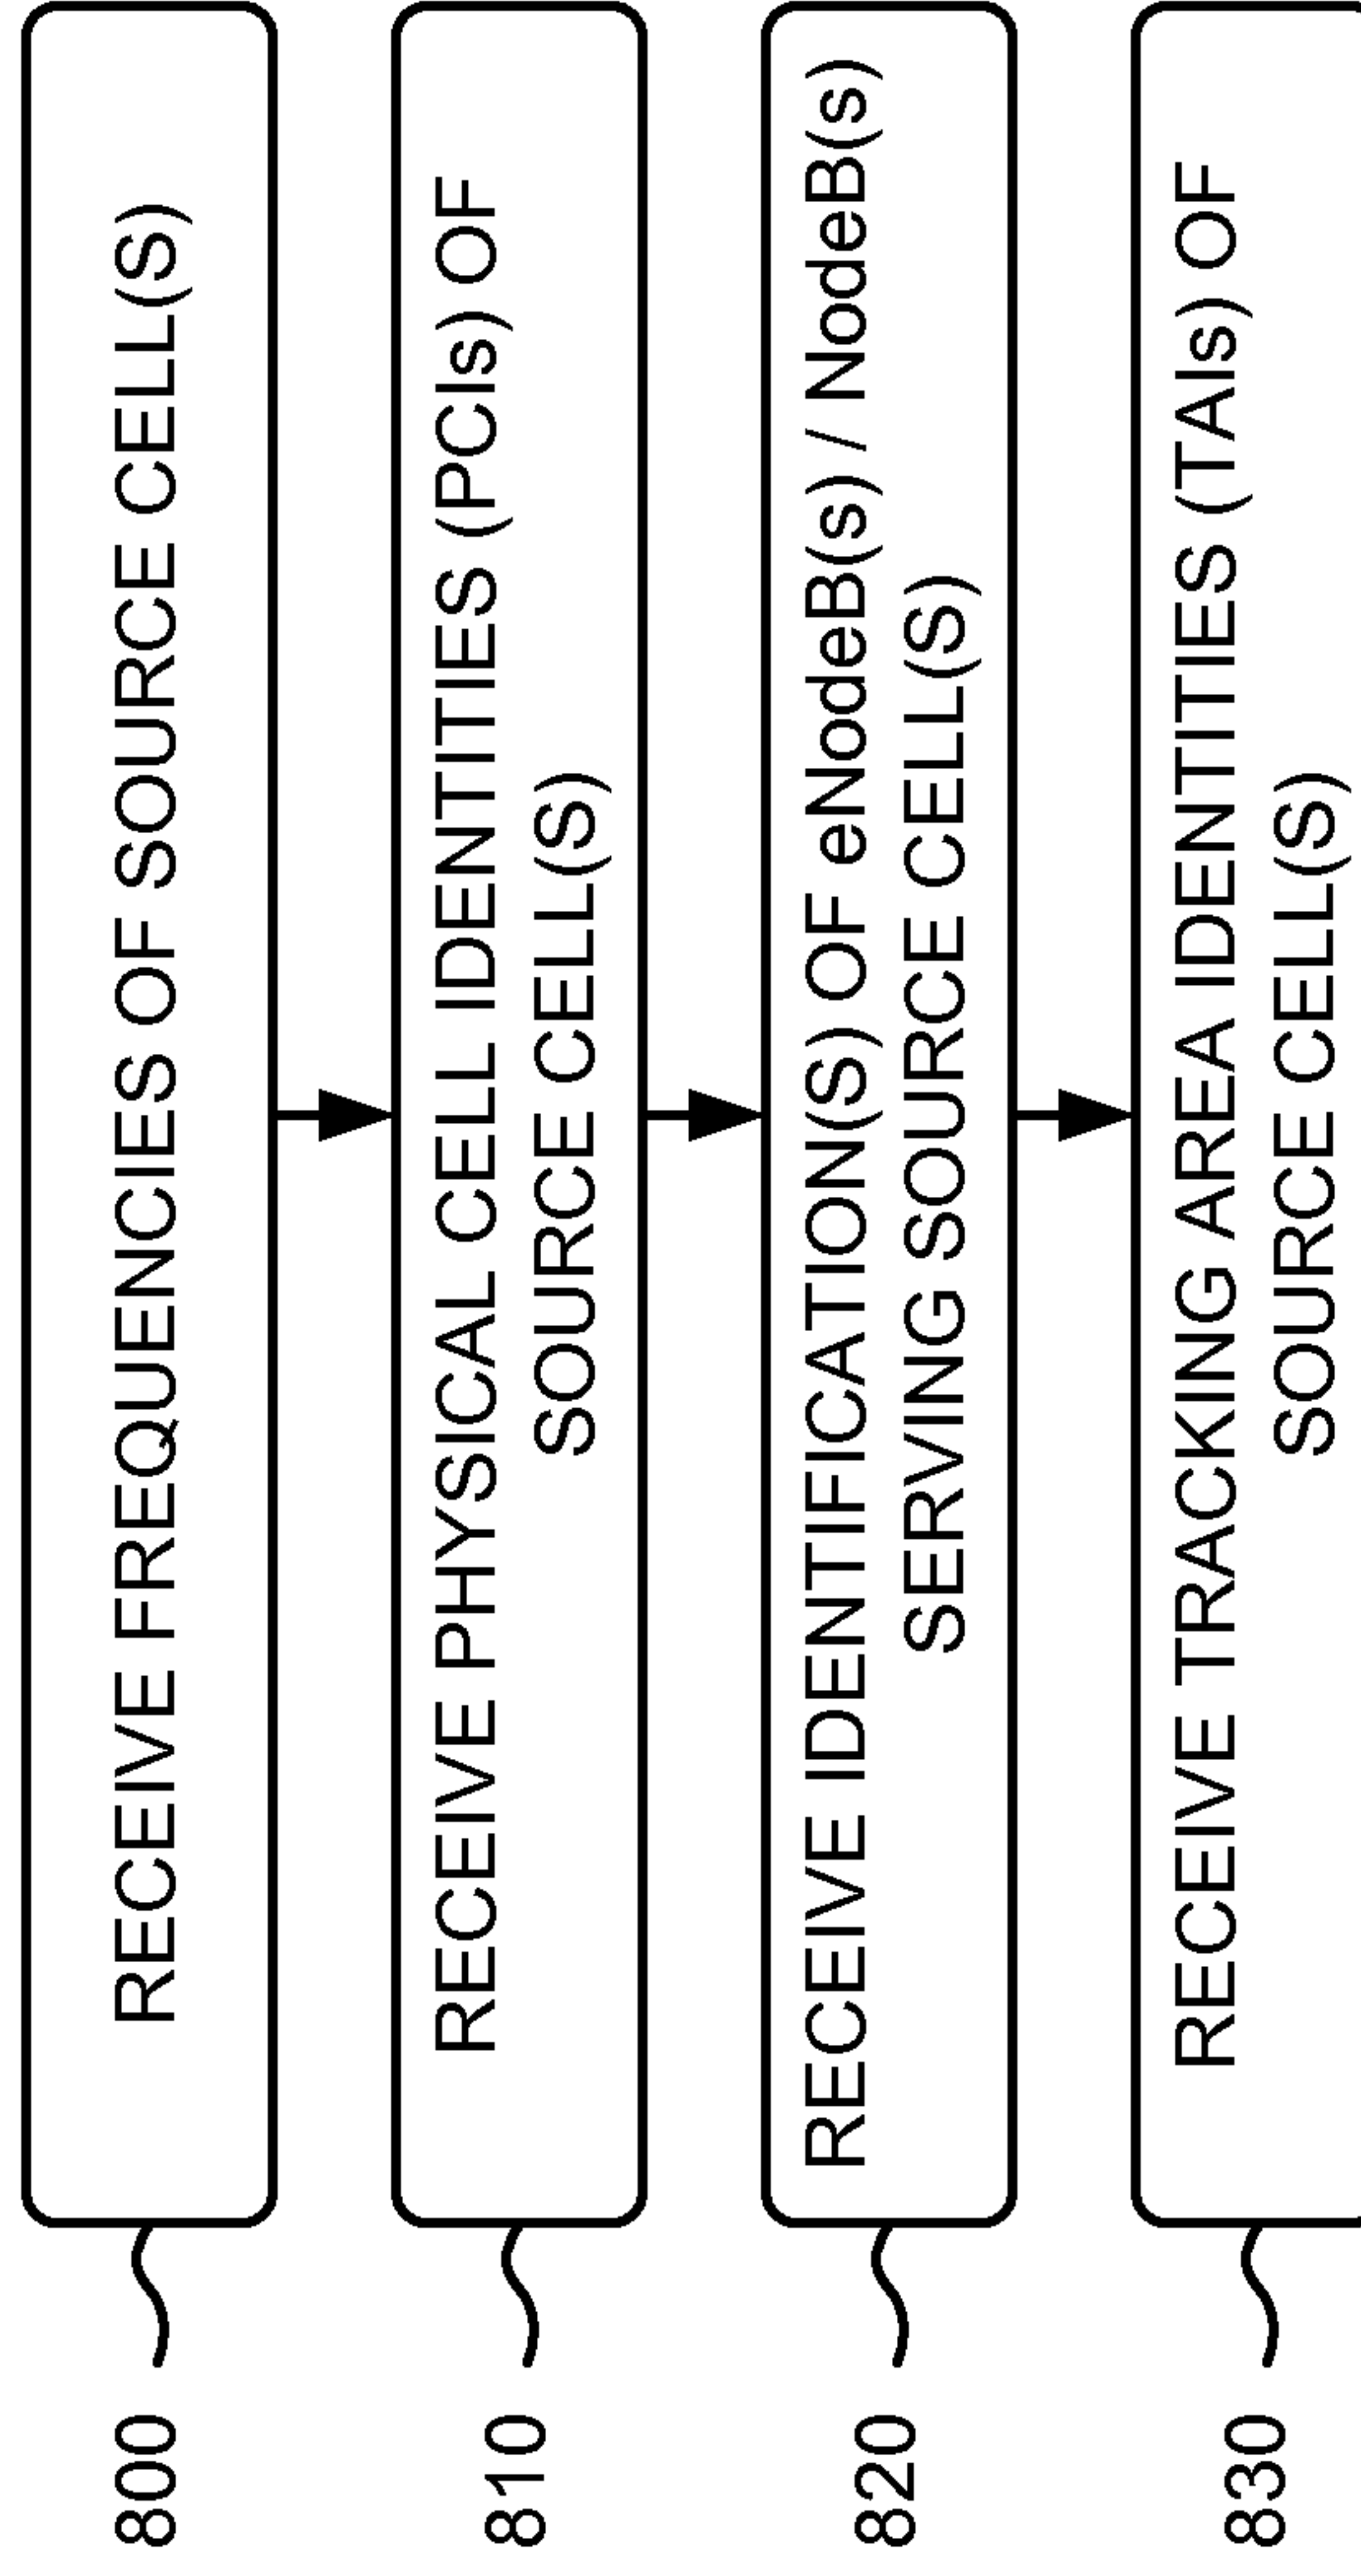 800
RECEIVE FREQUENCIES OF SOURCE CELL(S)
810
RECEIVE PHYSICAL CELL IDENTITIES (PCIs) OF
SOURCE CELL(S)
820
RECEIVE IDENTIFICATION(S) OF eNodeB(s) / NodeB(s)
SERVING SOURCE CELL(S)
830
RECEIVE TRACKING AREA IDENTITIES (TAIs) OF
SOURCE CELL(S)